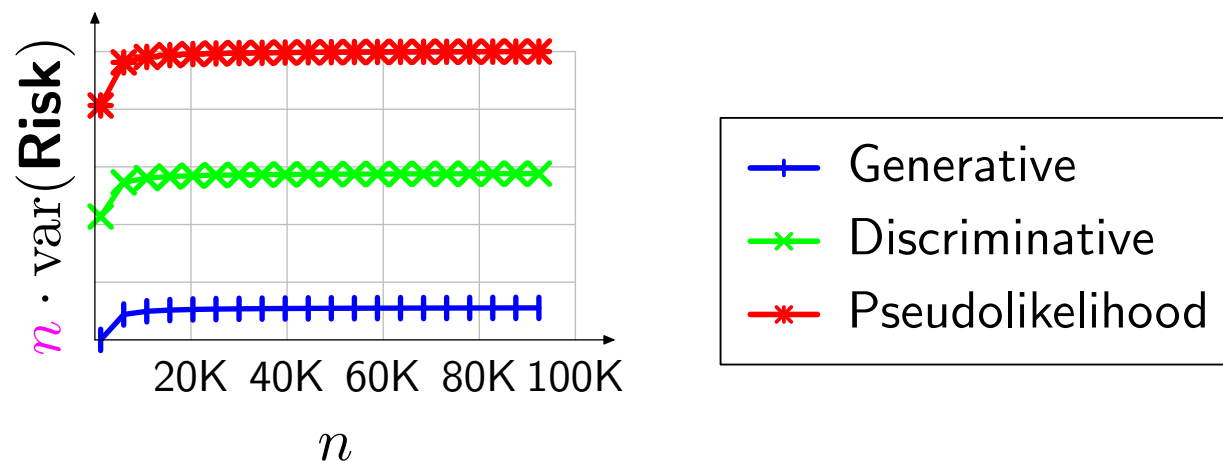 n · var(Risk)
20K 40K 60K 80K 100K
n
Generative
Discriminative
Pseudolikelihood